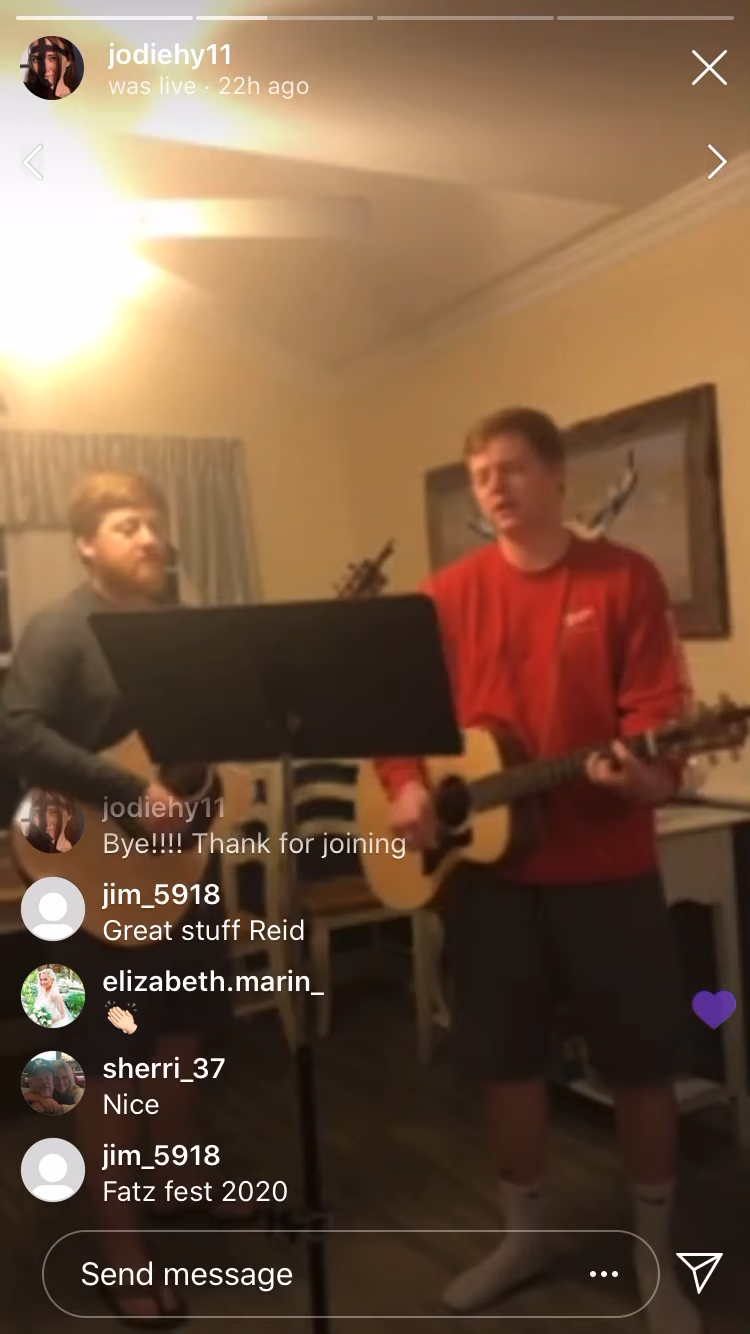 jodiehy11
was live · 22h ago
jodiehy11
Bye!!!! Thank for joining
jim_5918
Great stuff Reid
elizabeth.marin_
👏🏻
sherri_37
Nice
jim_5918
Fatz fest 2020
Send message